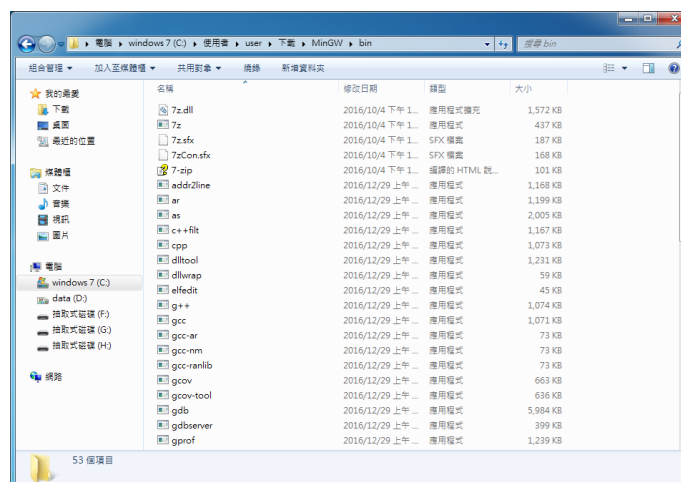 電腦 ▸ windows 7 (C:) ▸ 使用者 ▸ user ▸ 下載 ▸ MinGW ▸ bin
搜尋 bin
組合管理 加入至媒體櫃 共用對象 燒錄 新增資料夾
我的最愛
下載
桌面
最近的位置
媒體櫃
文件
音樂
視訊
圖片
電腦
windows 7 (C:)
data (D:)
抽取式磁碟 (F:)
抽取式磁碟 (G:)
抽取式磁碟 (H:)
網路
名稱 修改日期 類型 大小
7z.dll 2016/10/4 下午 1... 應用程式擴充 1,572 KB
7z 2016/10/4 下午 1... 應用程式 437 KB
7z.sfx 2016/10/4 下午 1... SFX 檔案 187 KB
7zCon.sfx 2016/10/4 下午 1... SFX 檔案 168 KB
7-zip 2016/10/4 下午 1... 編譯的 HTML 說... 101 KB
addr2line 2016/12/29 上午 ... 應用程式 1,168 KB
ar 2016/12/29 上午 ... 應用程式 1,199 KB
as 2016/12/29 上午 ... 應用程式 2,005 KB
c++filt 2016/12/29 上午 ... 應用程式 1,167 KB
cpp 2016/12/29 上午 ... 應用程式 1,073 KB
dlltool 2016/12/29 上午 ... 應用程式 1,231 KB
dllwrap 2016/12/29 上午 ... 應用程式 59 KB
elfedit 2016/12/29 上午 ... 應用程式 45 KB
g++ 2016/12/29 上午 ... 應用程式 1,074 KB
gcc 2016/12/29 上午 ... 應用程式 1,071 KB
gcc-ar 2016/12/29 上午 ... 應用程式 73 KB
gcc-nm 2016/12/29 上午 ... 應用程式 73 KB
gcc-ranlib 2016/12/29 上午 ... 應用程式 73 KB
gcov 2016/12/29 上午 ... 應用程式 663 KB
gcov-tool 2016/12/29 上午 ... 應用程式 636 KB
gdb 2016/12/29 上午 ... 應用程式 5,984 KB
gdbserver 2016/12/29 上午 ... 應用程式 399 KB
gprof 2016/12/29 上午 ... 應用程式 1,239 KB
53 個項目